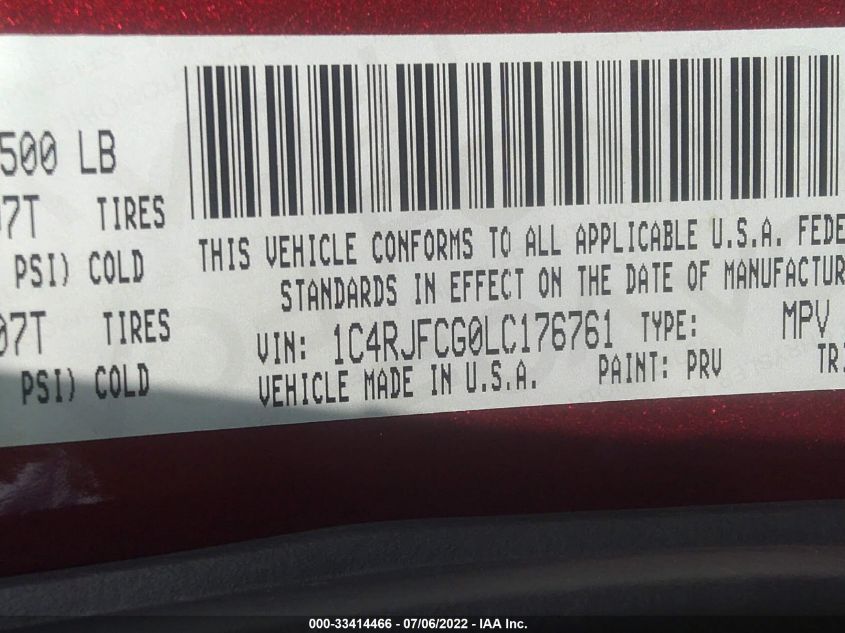 500 LB
7T TIRES
PSI) COLD
07T TIRES
PSI) COLD
THIS VEHICLE CONFORMS TO ALL APPLICABLE U.S.A. FEDE
STANDARDS IN EFFECT ON THE DATE OF MANUFACTUR
VIN: 1C4RJFCG0LC176761 TYPE: MPV
VEHICLE MADE IN U.S.A. PAINT: PRV TRI
000-33414466 - 07/06/2022 - IAA Inc.